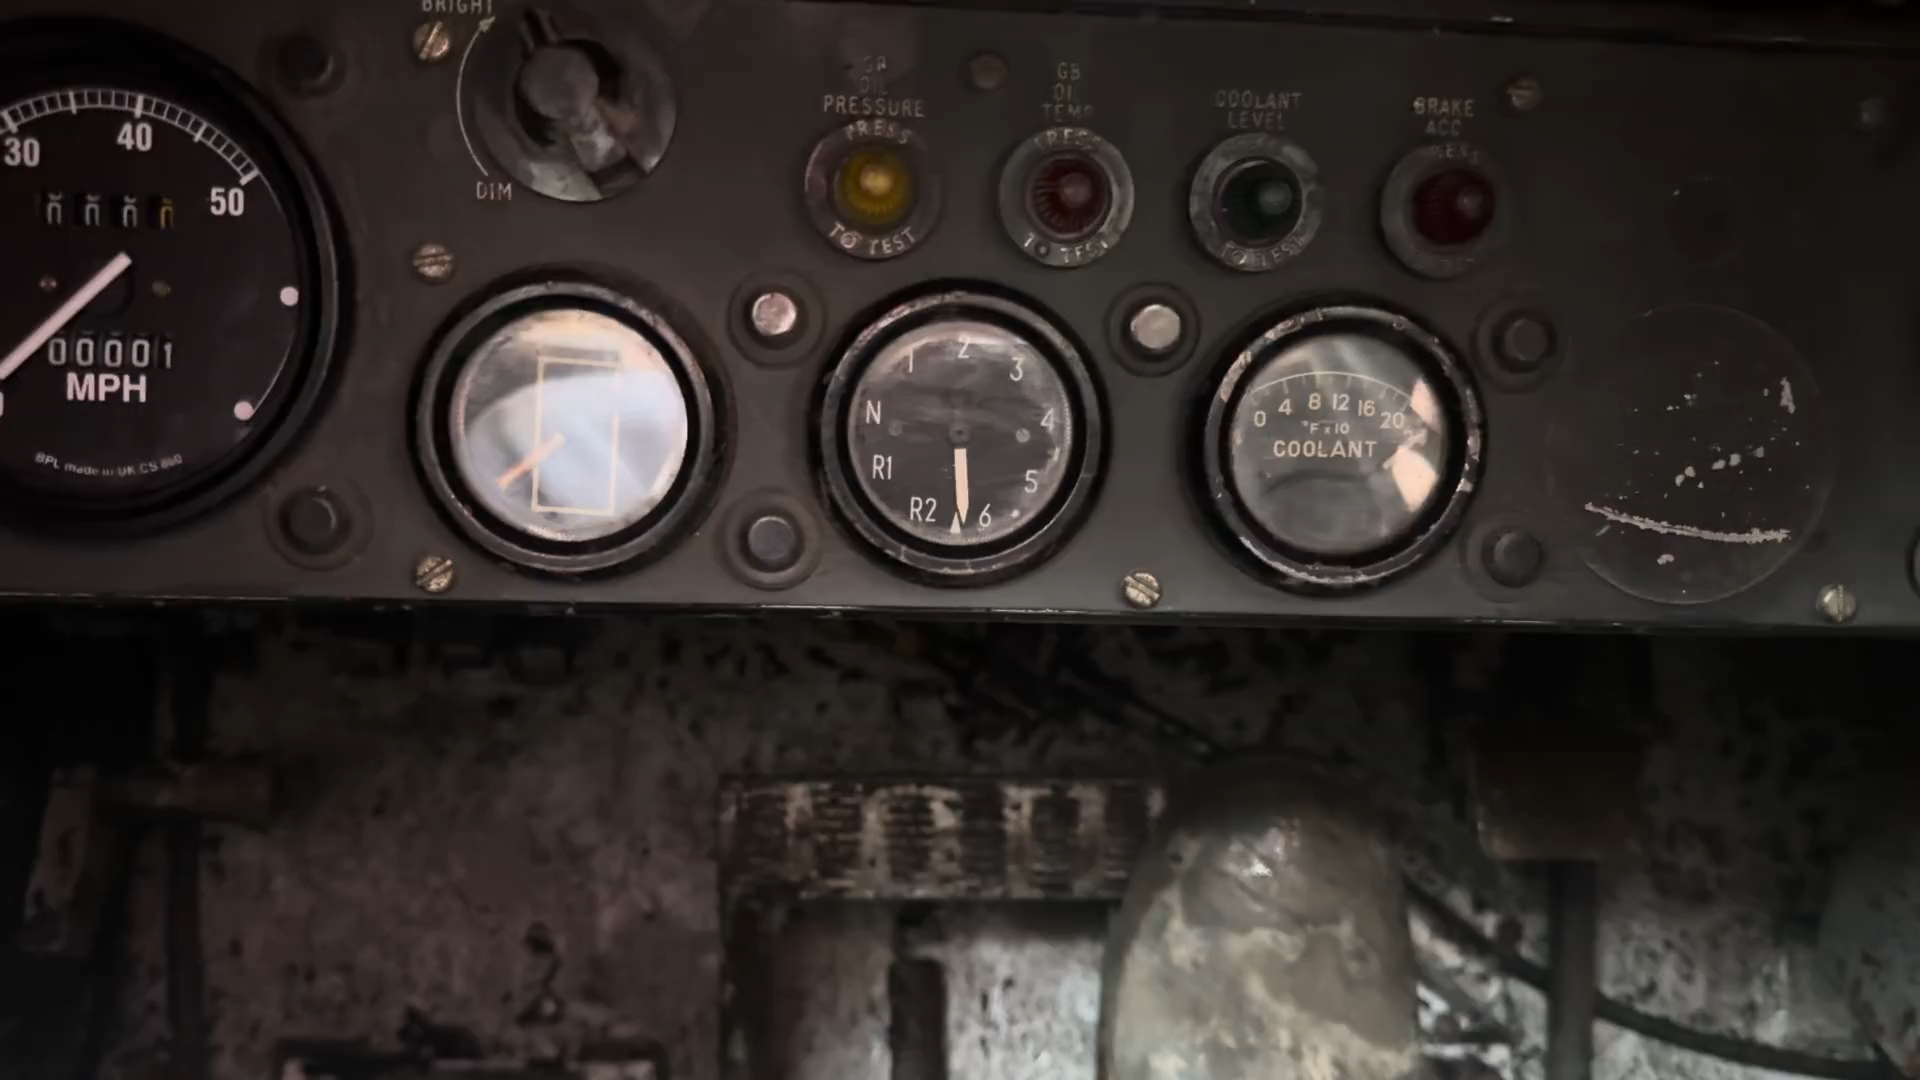 BRIGHT
DIM
30
40
50
00001
MPH
BPL made in UK CS 860
OIL
PRESSURE
PRESS
TO TEST
GB
OIL
TEMP
PRESS
TO TEST
COOLANT
LEVEL
TO TEST
BRAKE
ACC
1
2
3
N
4
R1
5
R2
6
0 4 8 12 16 20
°F x 10
COOLANT